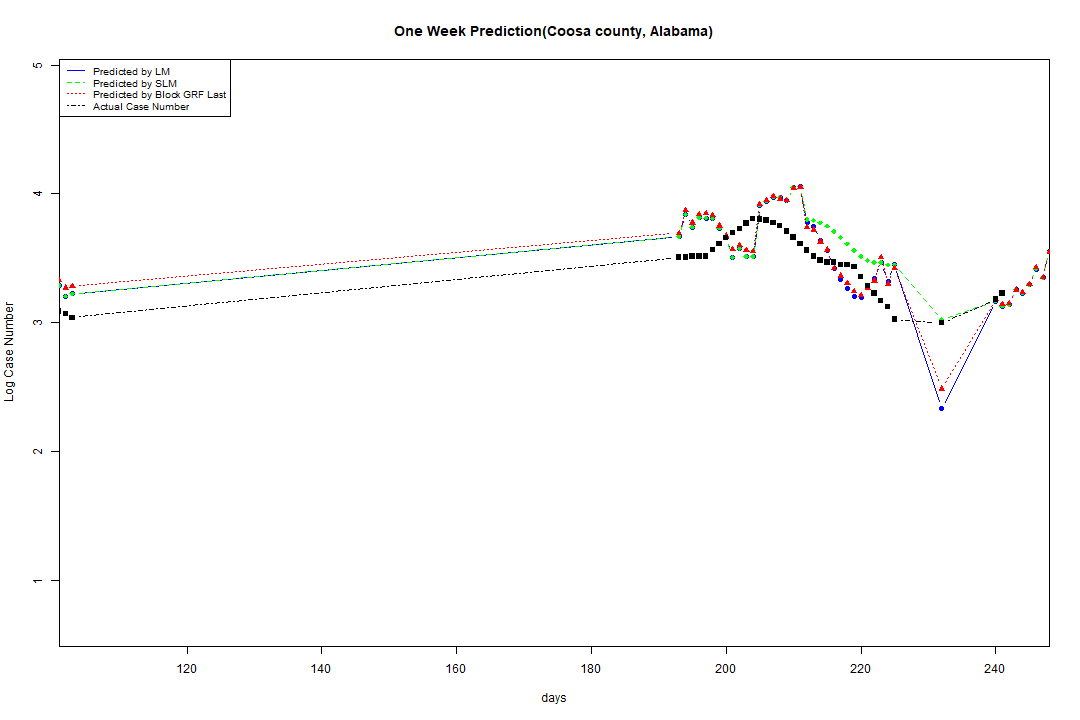 One Week Prediction(Coosa county, Alabama)
Predicted by LM
Predicted by SLM
Predicted by Block GRF Last
Actual Case Number
5
4
3
2
1
Log Case Number
120 140 160 180 200 220 240
days